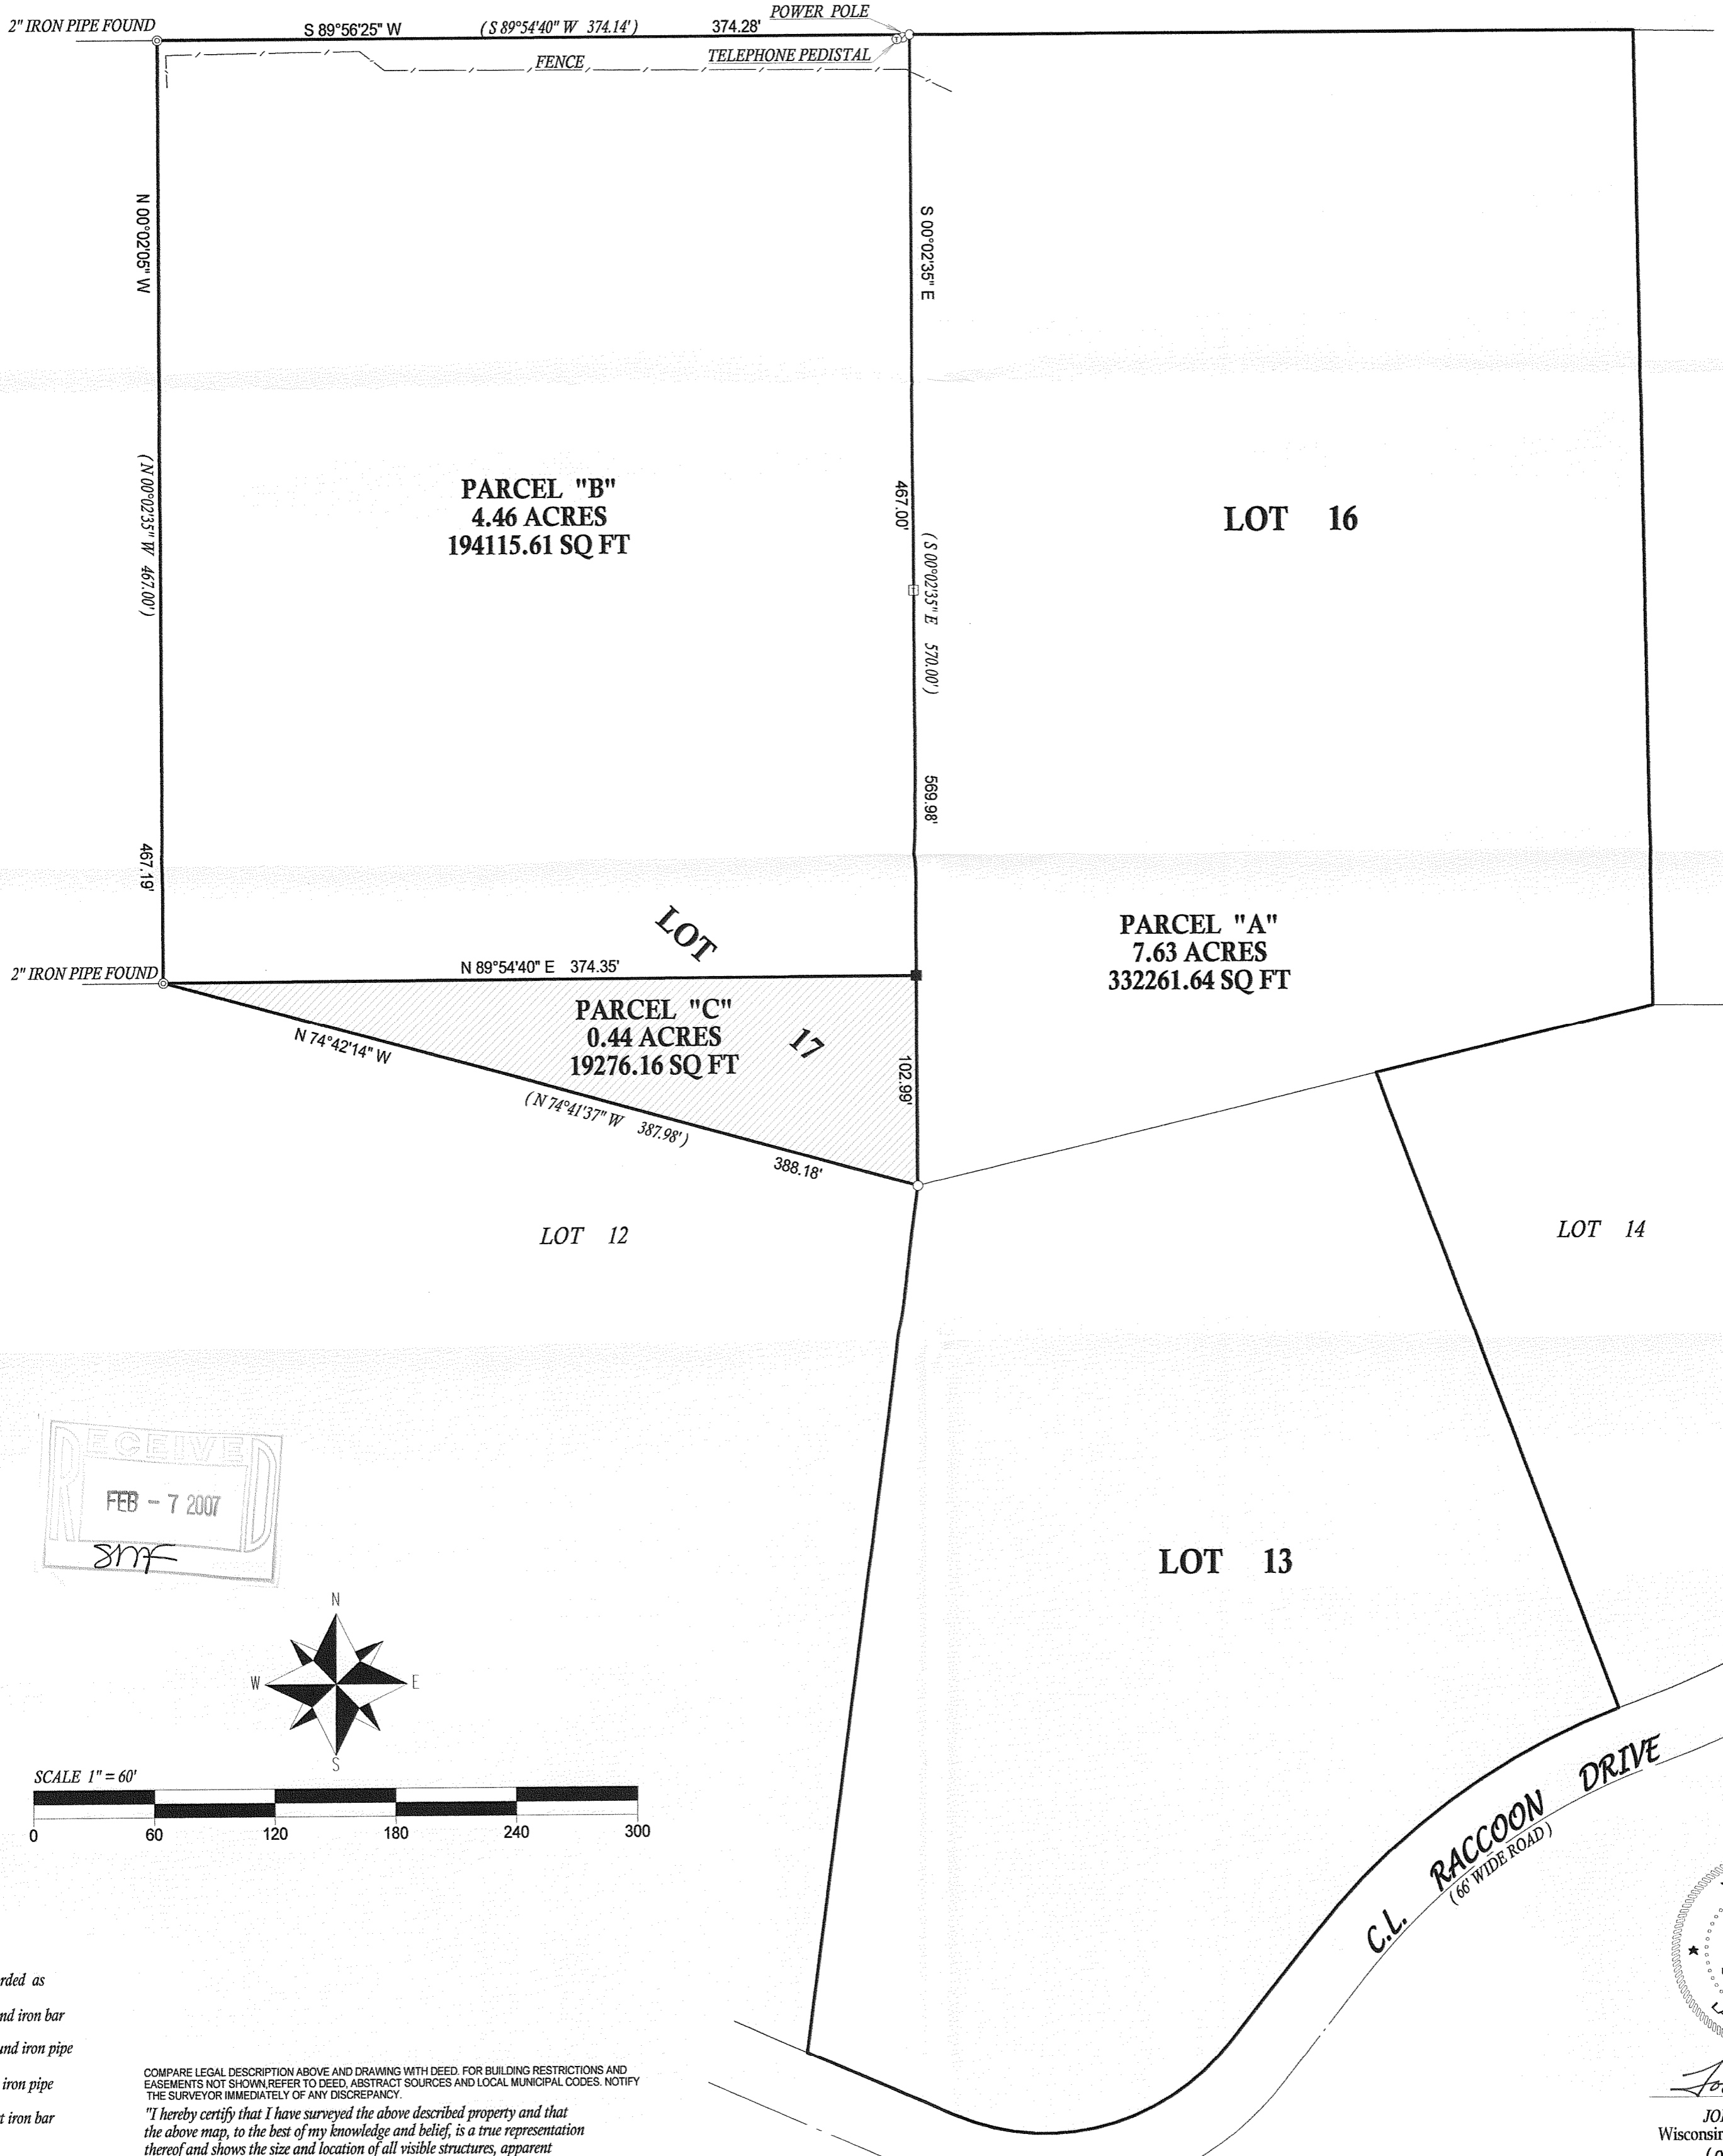 2" IRON PIPE FOUND
S 89°56'25" W
( S 89°54'40" W 374.14' )
374.28'
POWER POLE
TELEPHONE PEDISTAL
FENCE
N 00°02'05" W
( N 00°02'35" W 467.00' )
467.19'
S 00°02'35" E
467.00'
( S 00°02'35" E 570.00' )
569.98'
PARCEL "B"
4.46 ACRES
194115.61 SQ FT
LOT 16
LOT
17
PARCEL "A"
7.63 ACRES
332261.64 SQ FT
2" IRON PIPE FOUND
N 89°54'40" E 374.35'
PARCEL "C"
0.44 ACRES
19276.16 SQ FT
102.99'
N 74°42'14" W
( N 74°41'37" W 387.98' )
388.18'
LOT 12
LOT 14
LOT 13
RECEIVED
FEB - 7 2007
SMF
N
W
E
S
SCALE 1" = 60'
0 60 120 180 240 300
C.L. RACCOON DRIVE
( 66' WIDE ROAD )
rded as
nd iron bar
und iron pipe
iron pipe
t iron bar
COMPARE LEGAL DESCRIPTION ABOVE AND DRAWING WITH DEED. FOR BUILDING RESTRICTIONS AND
EASEMENTS NOT SHOWN,REFER TO DEED, ABSTRACT SOURCES AND LOCAL MUNICIPAL CODES. NOTIFY
THE SURVEYOR IMMEDIATELY OF ANY DISCREPANCY.
"I hereby certify that I have surveyed the above described property and that
the above map, to the best of my knowledge and belief, is a true representation
thereof and shows the size and location of all visible structures, apparent
LA
JO
Wisconsin